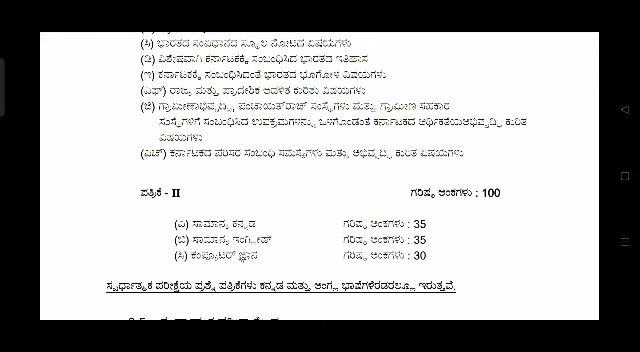 (ಸಿ) ಭಾರತದ ಸಂವಿಧಾನದ ಸ್ಥೂಲ ನೋಟದ ವಿಷಯಗಳು
(ಡಿ) ವಿಶೇಷವಾಗಿ ಕರ್ನಾಟಕಕ್ಕೆ ಸಂಬಂಧಿಸಿದ ಭಾರತದ ಇತಿಹಾಸ
(ಇ) ಕರ್ನಾಟಕಕ್ಕೆ ಸಂಬಂಧಿಸಿದಂತೆ ಭಾರತದ ಭೂಗೋಳ ವಿಷಯಗಳು
(ಎಫ್) ರಾಜ್ಯ ಮತ್ತು ಪ್ರಾದೇಶಿಕ ಆಡಳಿತ ಕುರಿತು ವಿಷಯಗಳು
(ಜಿ) ಗ್ರಾಮೀಣಾಭಿವೃದ್ಧಿ, ಪಂಚಾಯತ್‌ರಾಜ್ ಸಂಸ್ಥೆಗಳು ಮತ್ತು ಗ್ರಾಮೀಣ ಸಹಕಾರ
ಸಂಸ್ಥೆಗಳಿಗೆ ಸಂಬಂಧಿಸಿದ ಉಪಕ್ರಮಗಳನ್ನು ಒಳಗೊಂಡಂತೆ ಕರ್ನಾಟಕದ ಆರ್ಥಿಕತೆಯಅಭಿವೃದ್ಧಿ ಕುರಿತ
ವಿಷಯಗಳು
(ಎಚ್) ಕರ್ನಾಟಕದ ಪರಿಸರ ಸಂಬಂಧಿ ಸಮಸ್ಯೆಗಳು ಮತ್ತು ಅಭಿವೃದ್ಧಿ ಕುರಿತ ವಿಷಯಗಳು
ಪತ್ರಿಕೆ - II ಗರಿಷ್ಠ ಅಂಕಗಳು : 100
(ಎ) ಸಾಮಾನ್ಯ ಕನ್ನಡ ಗರಿಷ್ಠ ಅಂಕಗಳು : 35
(ಬಿ) ಸಾಮಾನ್ಯ ಇಂಗ್ಲೀಷ್ ಗರಿಷ್ಠ ಅಂಕಗಳು : 35
(ಸಿ) ಕಂಪ್ಯೂಟರ್ ಜ್ಞಾನ ಗರಿಷ್ಠ ಅಂಕಗಳು : 30
ಸ್ಪರ್ಧಾತ್ಮಕ ಪರೀಕ್ಷೆಯ ಪ್ರಶ್ನೆ ಪತ್ರಿಕೆಗಳು ಕನ್ನಡ ಮತ್ತು ಆಂಗ್ಲ ಭಾಷೆಗಳೆರಡರಲ್ಲೂ ಇರುತ್ತವೆ.